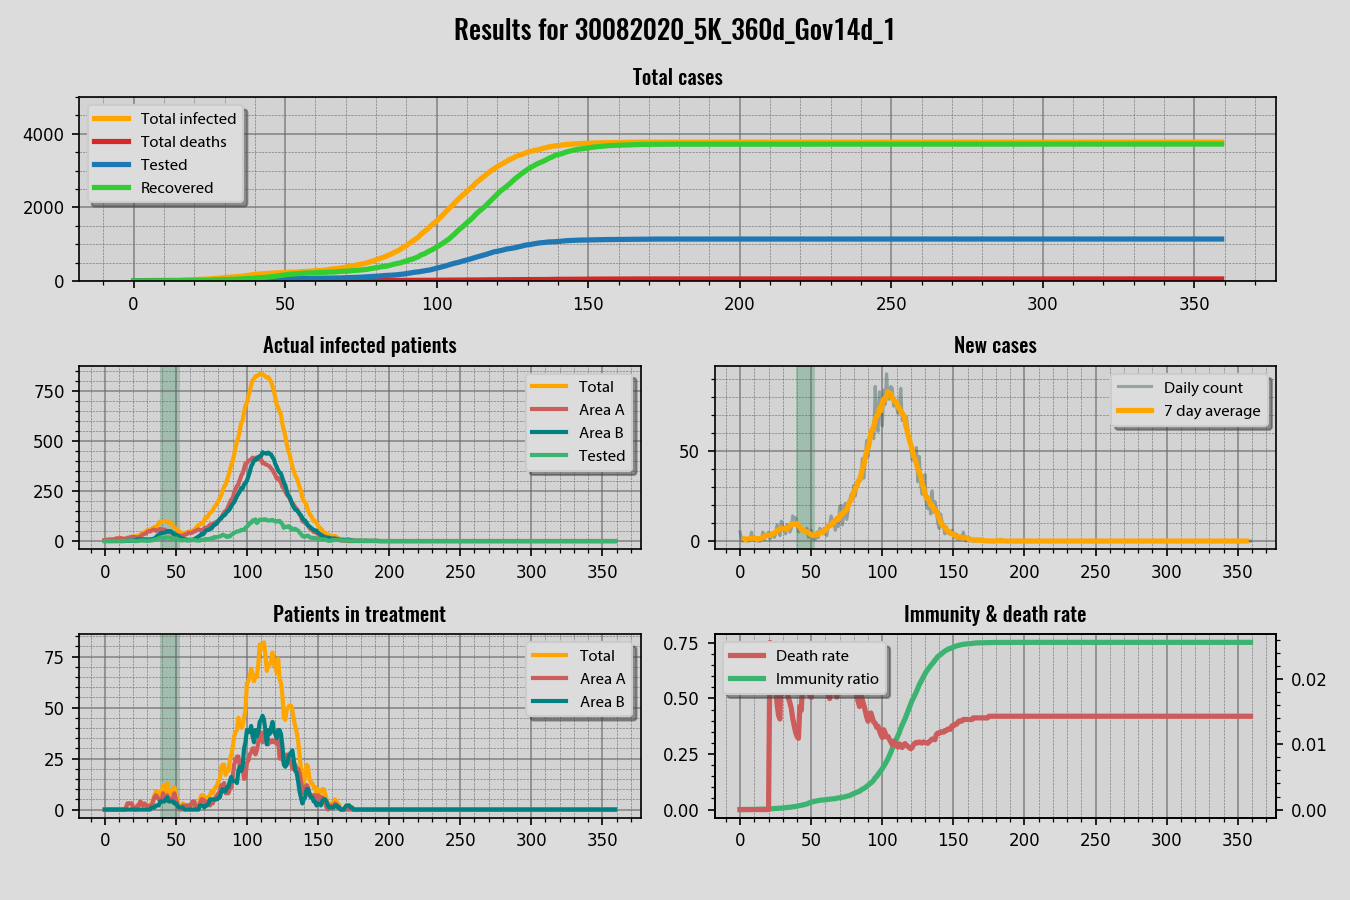 Results for 30082020_5K_360d_Gov14d_1
Total cases
Total infected
Total deaths
Tested
Recovered
4000
2000
0
0 50 100 150 200 250 300 350
Actual infected patients
Total
Area A
Area B
Tested
750
500
250
0
0 50 100 150 200 250 300 350
New cases
Daily count
7 day average
50
0
0 50 100 150 200 250 300 350
Patients in treatment
Total
Area A
Area B
75
50
25
0
0 50 100 150 200 250 300 350
Immunity & death rate
Death rate
Immunity ratio
0.75
0.50
0.25
0.00
0.02
0.01
0.00
0 50 100 150 200 250 300 350